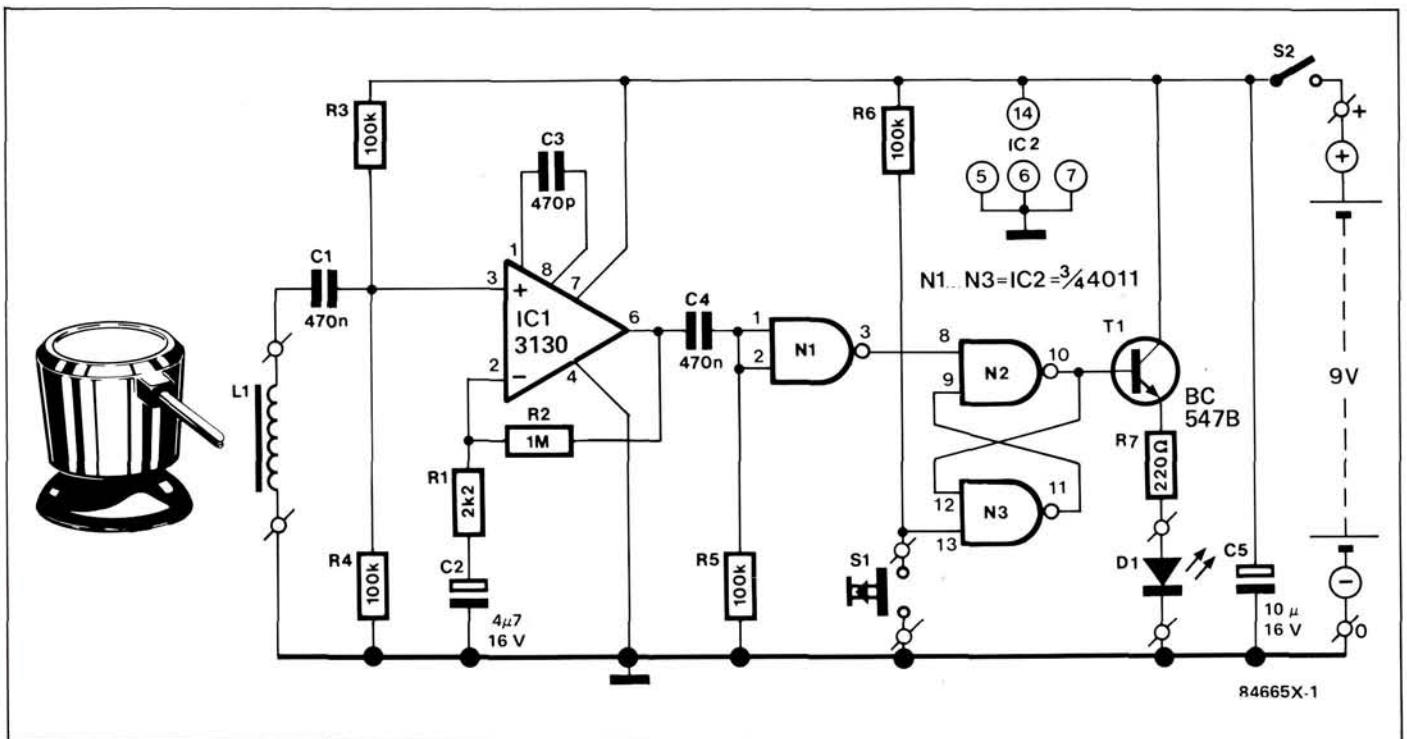 S2
R3
100k
C3
470p
R6
100k
14
IC 2
5
6
7
+
+
C1
470n
1
8
7
3
+
IC1
3130
6
2
−
4
C4
470n
1
2
N1
3
N1...N3=IC2=¾4011
8
9
N2
10
T1
BC
547B
9V
L1
R2
1M
R1
2k2
R7
220Ω
12
13
N3
11
R4
100k
C2
4µ7
16 V
R5
100k
S1
D1
C5
10 µ
16 V
−
0
84665X-1